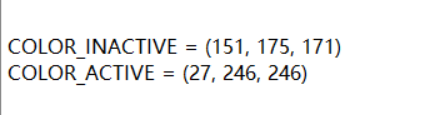 COLOR_INACTIVE = (151, 175, 171)
COLOR_ACTIVE = (27, 246, 246)